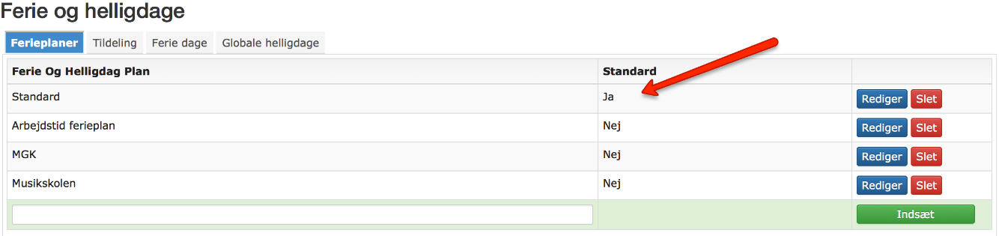 Ferie og helligdage
Ferieplaner Tildeling Ferie dage Globale helligdage
Ferie Og Helligdag Plan Standard
Standard Ja Rediger Slet
Arbejdstid ferieplan Nej Rediger Slet
MGK Nej Rediger Slet
Musikskolen Nej Rediger Slet
Indsæt